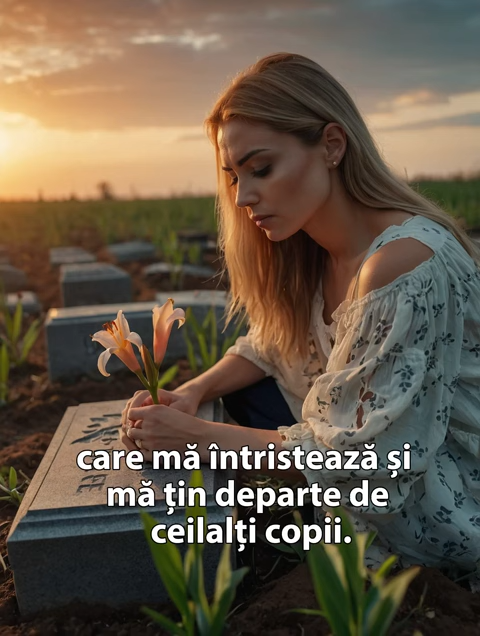 care mă întristează și
mă țin departe de
ceilalți copii.